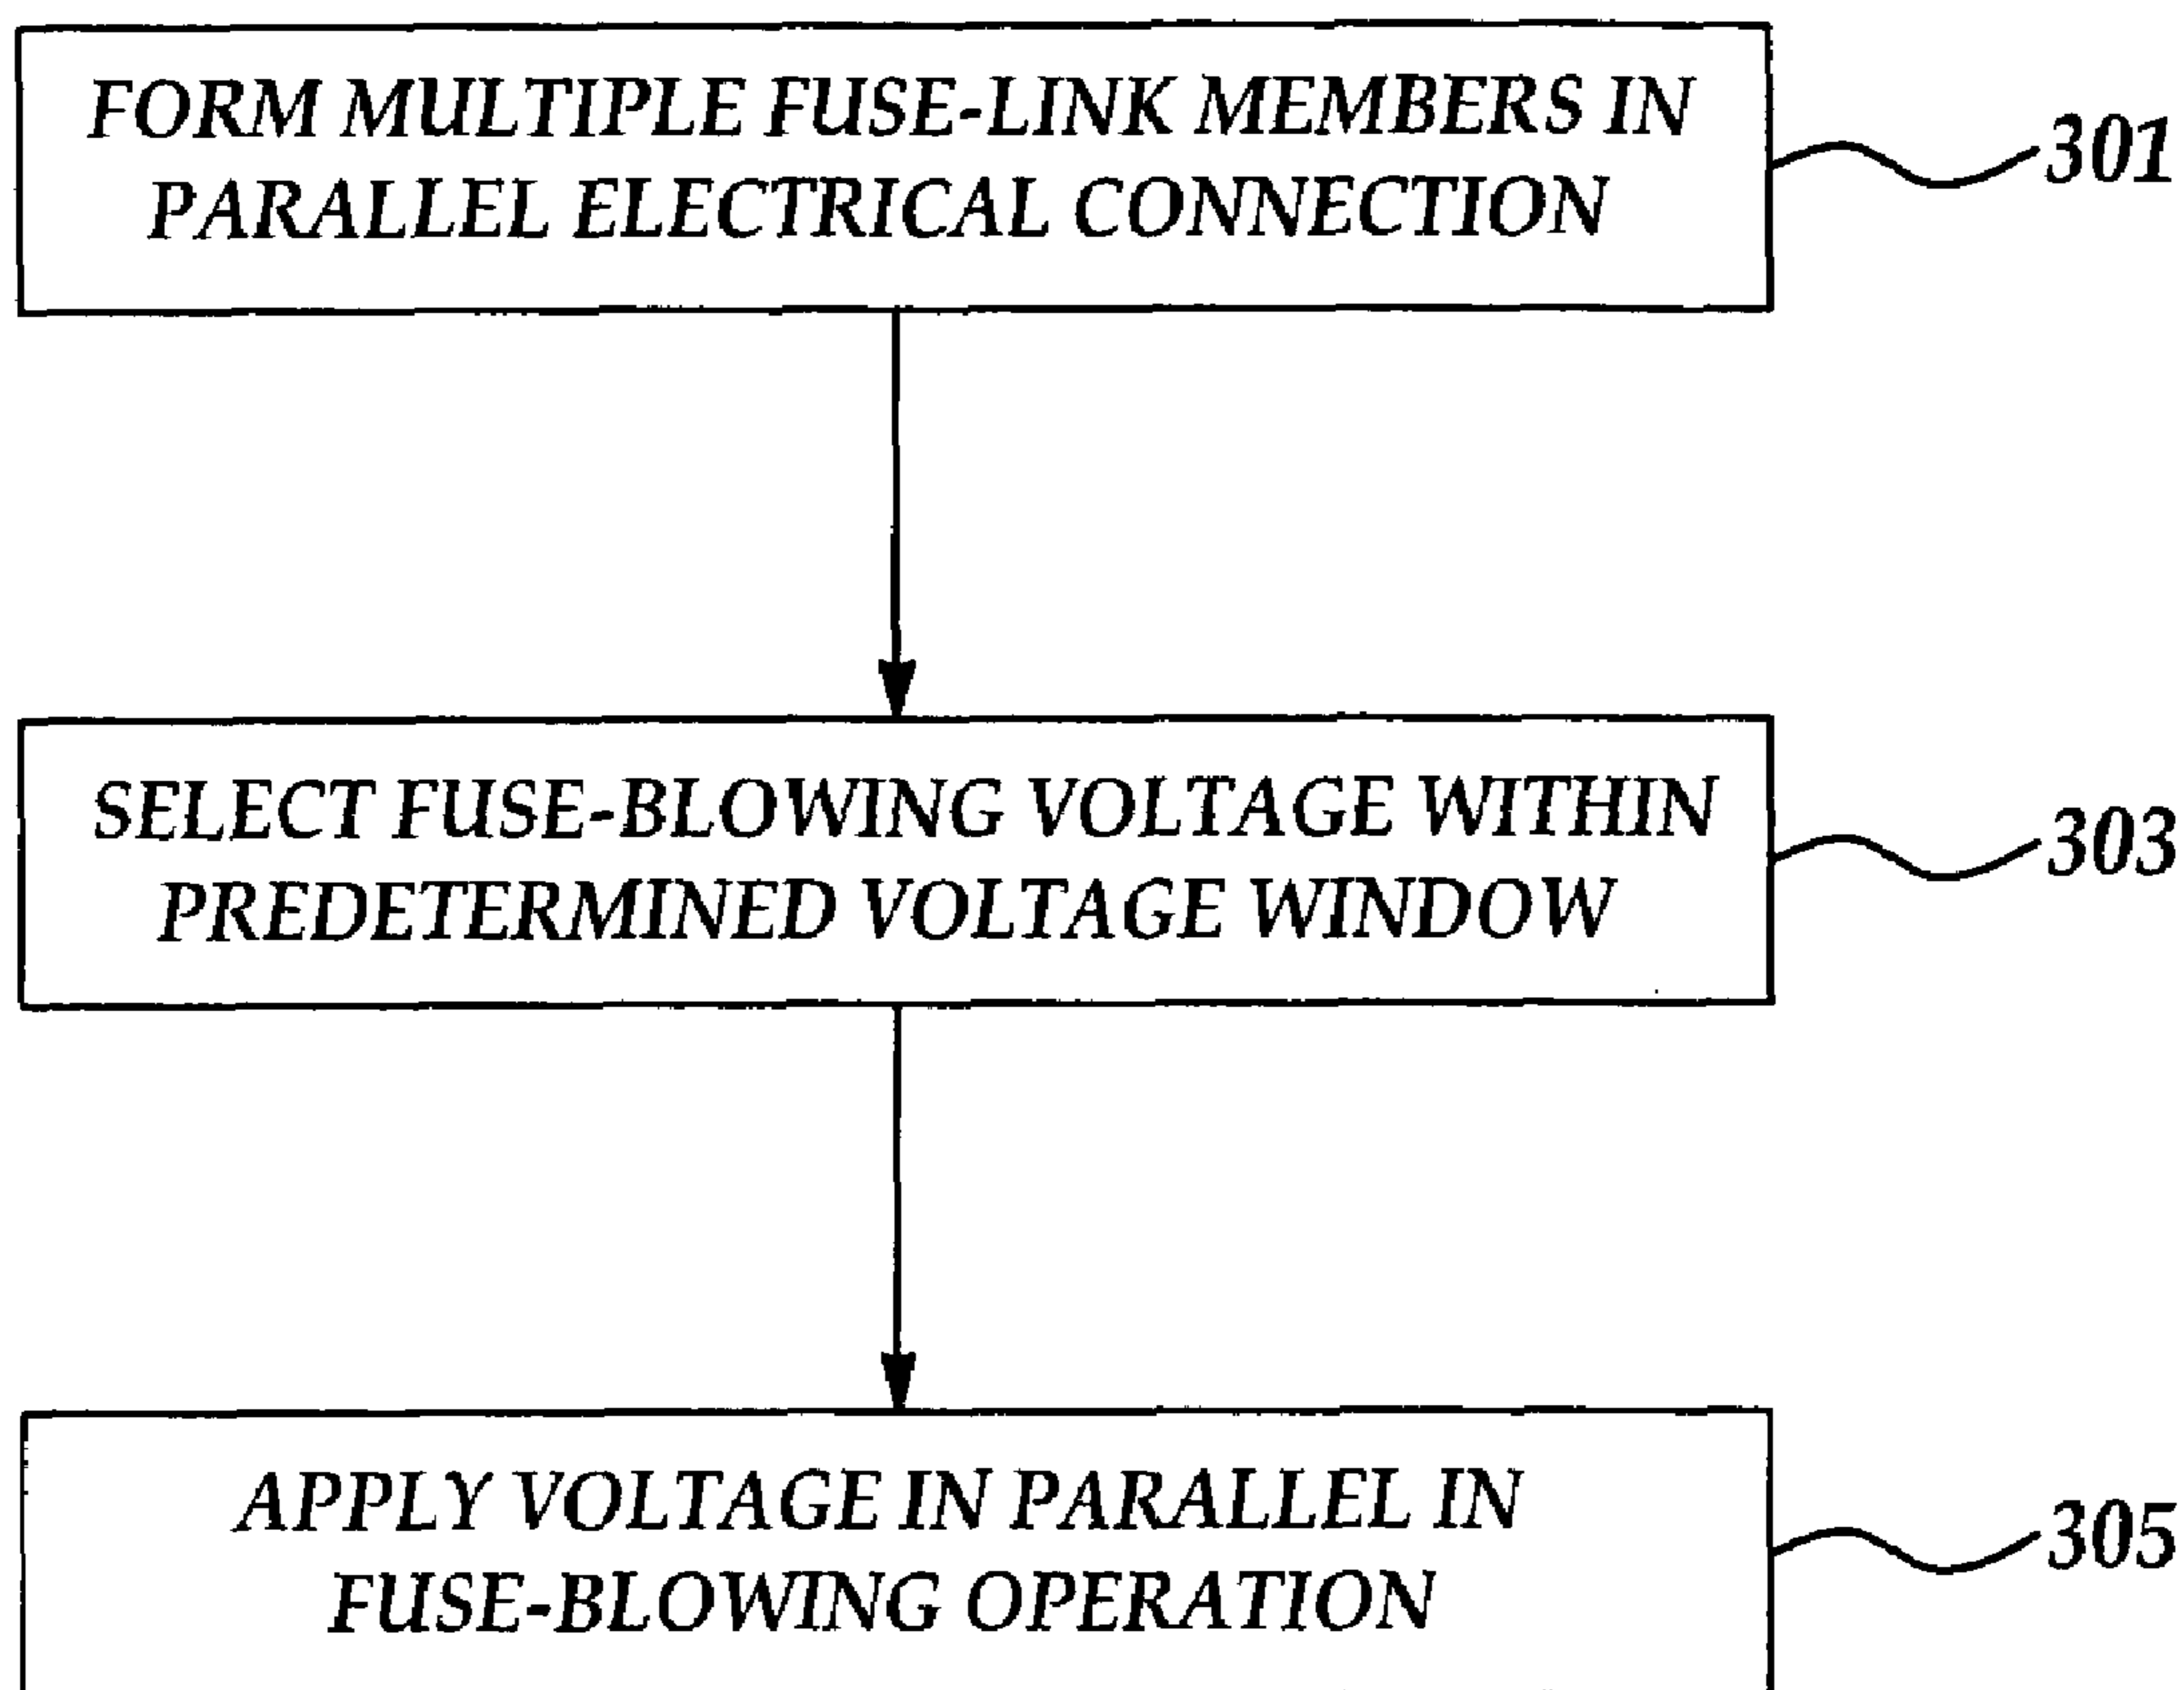 FORM MULTIPLE FUSE-LINK MEMBERS IN
PARALLEL ELECTRICAL CONNECTION
301
SELECT FUSE-BLOWING VOLTAGE WITHIN
PREDETERMINED VOLTAGE WINDOW
303
APPLY VOLTAGE IN PARALLEL IN
FUSE-BLOWING OPERATION
305